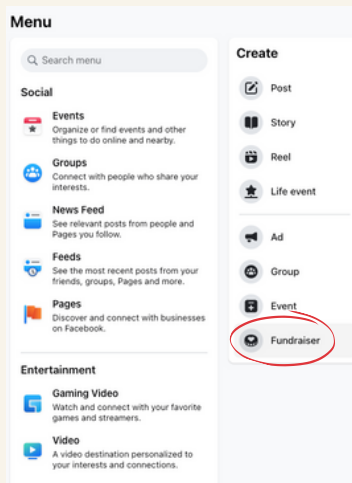 Menu
Search menu
Social
Events
Organize or find events and other
things to do online and nearby.
Groups
Connect with people who share your
interests.
News Feed
See relevant posts from people and
Pages you follow.
Feeds
See the most recent posts from your
friends, groups, Pages and more.
Pages
Discover and connect with businesses
on Facebook.
Entertainment
Gaming Video
Watch and connect with your favorite
games and streamers.
Video
A video destination personalized to
your interests and connections.
Create
Post
Story
Reel
Life event
Ad
Group
Event
Fundraiser